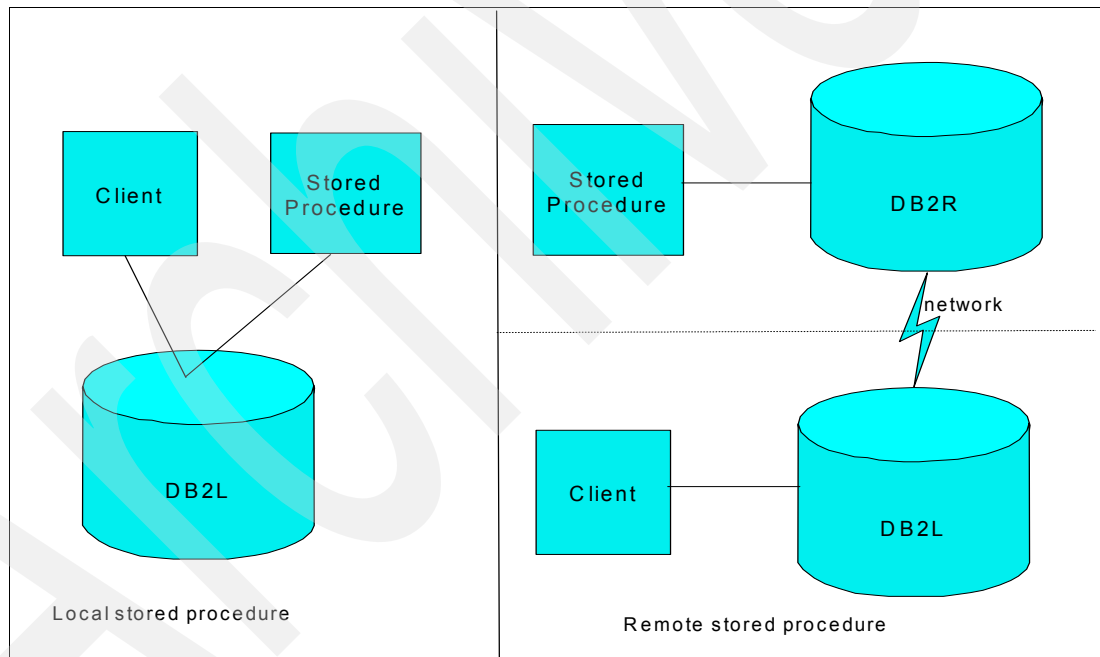 Client
Stored
Procedure
DB2L
Local stored procedure
Stored
Procedure
DB2R
network
Client
DB2L
Remote stored procedure